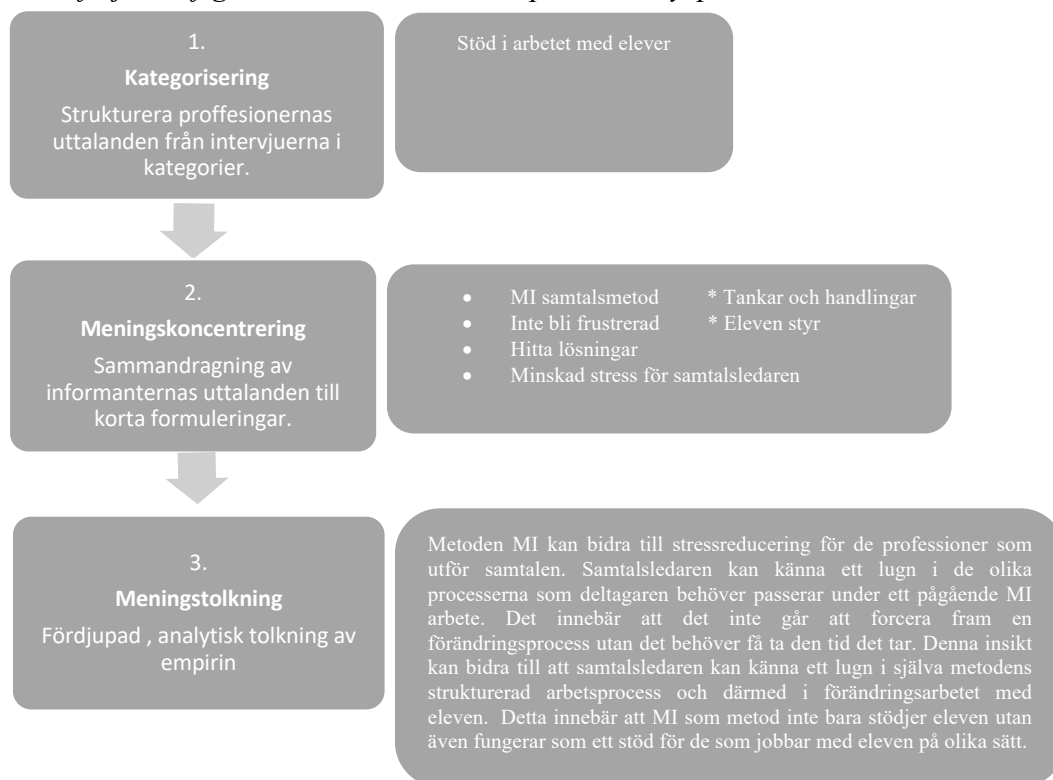 1.
Kategorisering
Strukturera proffesionernas
uttalanden från intervjuerna i
kategorier.
Stöd i arbetet med elever
2.
Meningskoncentrering
Sammandragning av
informanternas uttalanden till
korta formuleringar.
• MI samtalsmetod * Tankar och handlingar
• Inte bli frustrerad * Eleven styr
• Hitta lösningar
• Minskad stress för samtalsledaren
3.
Meningstolkning
Fördjupad , analytisk tolkning av
empirin
Metoden MI kan bidra till stressreducering för de professioner som
utför samtalen. Samtalsledaren kan känna ett lugn i de olika
processerna som deltagaren behöver passerar under ett pågående MI
arbete. Det innebär att det inte går att forcera fram en
förändringsprocess utan det behöver få ta den tid det tar. Denna insikt
kan bidra till att samtalsledaren kan känna ett lugn i själva metodens
strukturerad arbetsprocess och därmed i förändringsarbetet med
eleven. Detta innebär att MI som metod inte bara stödjer eleven utan
även fungerar som ett stöd för de som jobbar med eleven på olika sätt.